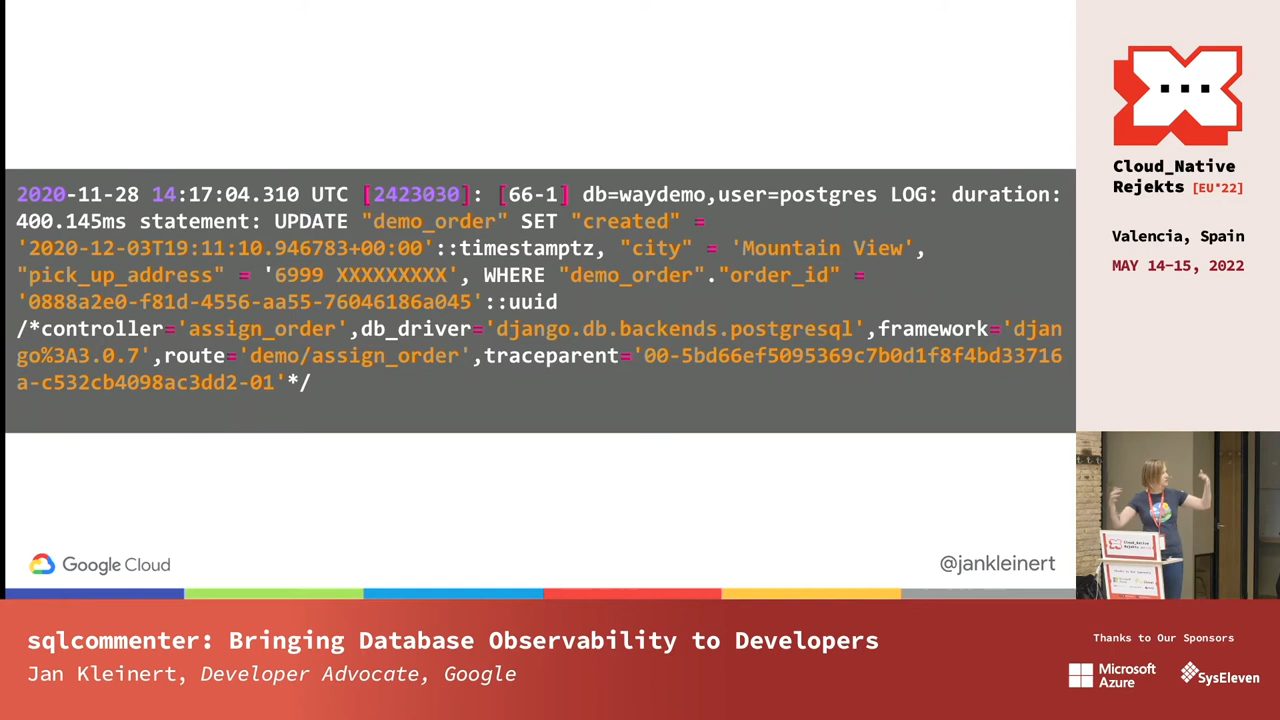 2020-11-28 14:17:04.310 UTC [2423030]: [66-1] db=waydemo,user=postgres LOG: duration:
400.145ms statement: UPDATE "demo_order" SET "created" =
'2020-12-03T19:11:10.946783+00:00'::timestamptz, "city" = 'Mountain View',
"pick_up_address" = '6999 XXXXXXXXX', WHERE "demo_order"."order_id" =
'0888a2e0-f81d-4556-aa55-76046186a045'::uuid
/*controller='assign_order',db_driver='django.db.backends.postgresql',framework='djan
go%3A3.0.7',route='demo/assign_order',traceparent='00-5bd66ef5095369c7b0d1f8f4bd33716
a-c532cb4098ac3dd2-01'*/
Google Cloud
@jankleinert
Cloud_Native
Rejekts [EU'22]
Valencia, Spain
MAY 14-15, 2022
Cloud_Native
Rejekts
sqlcommenter: Bringing Database Observability to Developers
Jan Kleinert, Developer Advocate, Google
Thanks to Our Sponsors
Microsoft
Azure
SysEleven